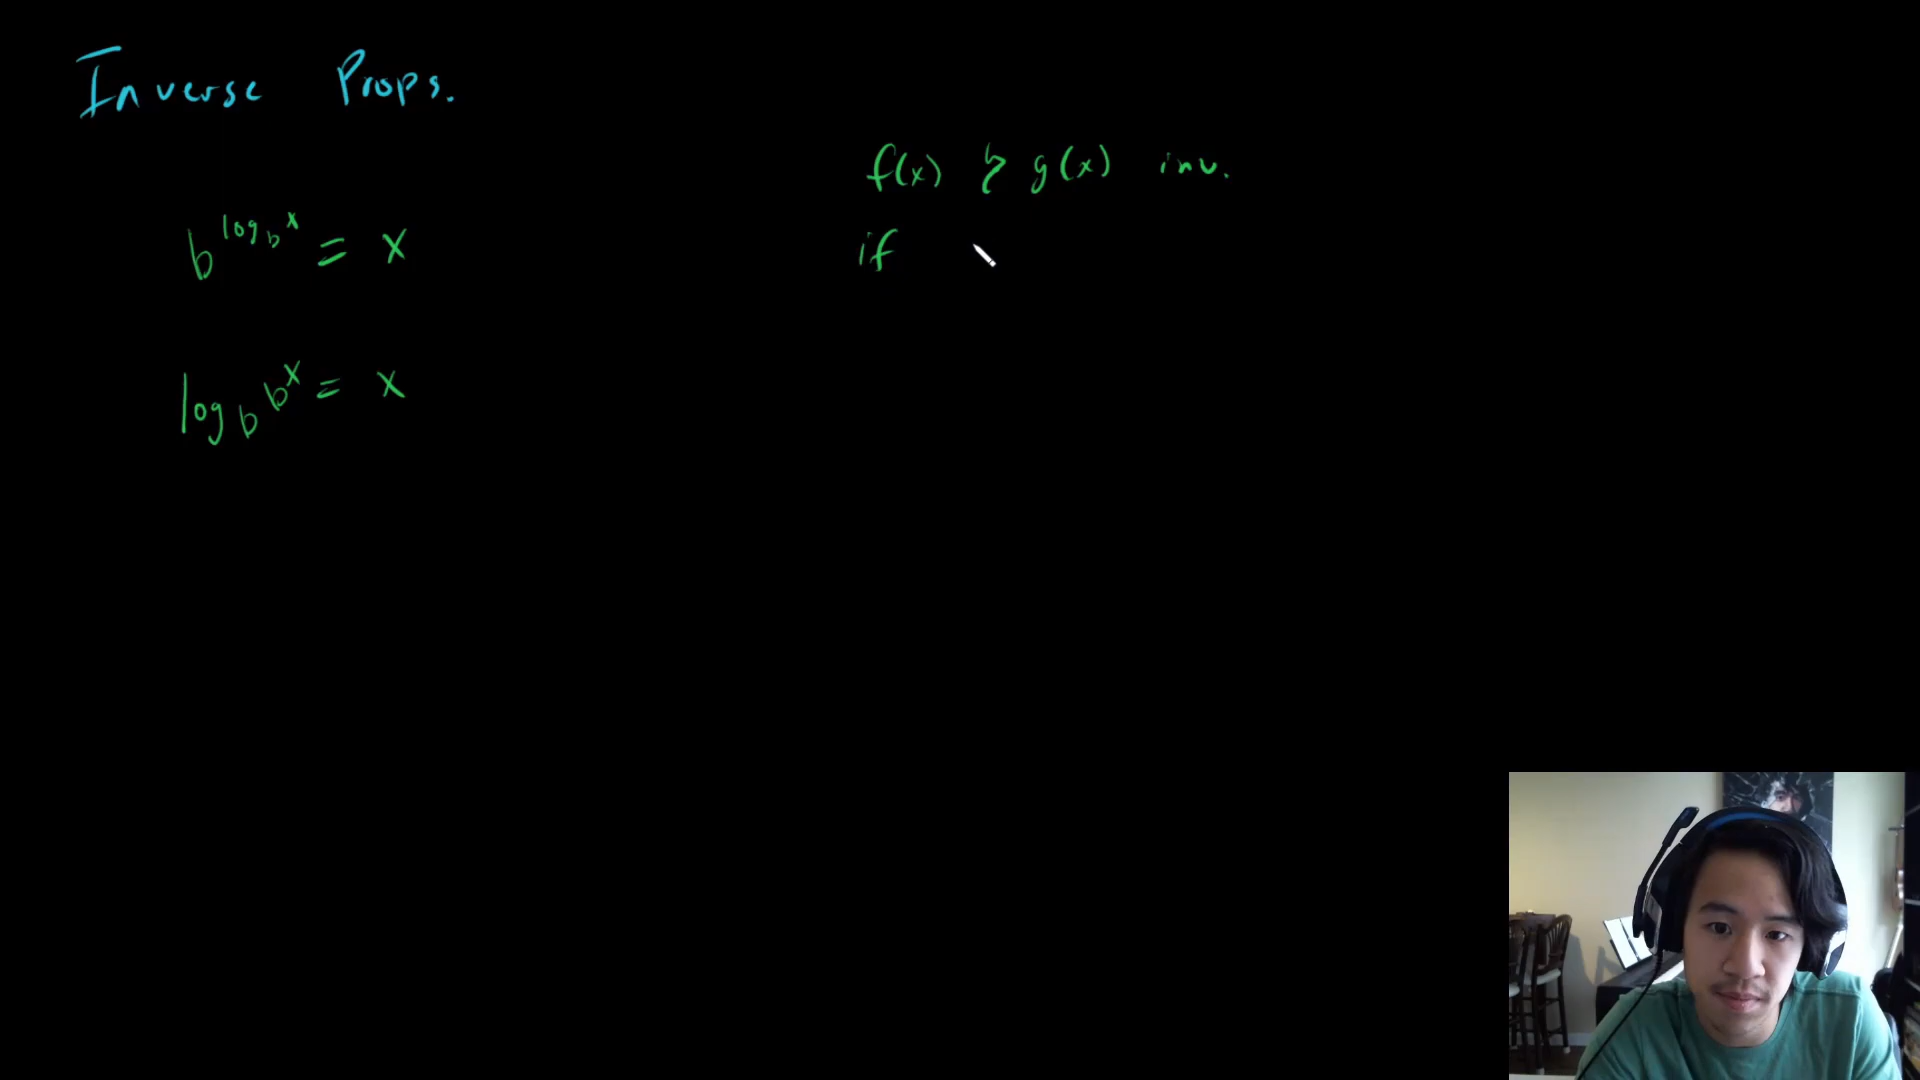 Inverse Props.
b^{log_b x} = x
log_b b^x = x
f(x) & g(x) inv.
if